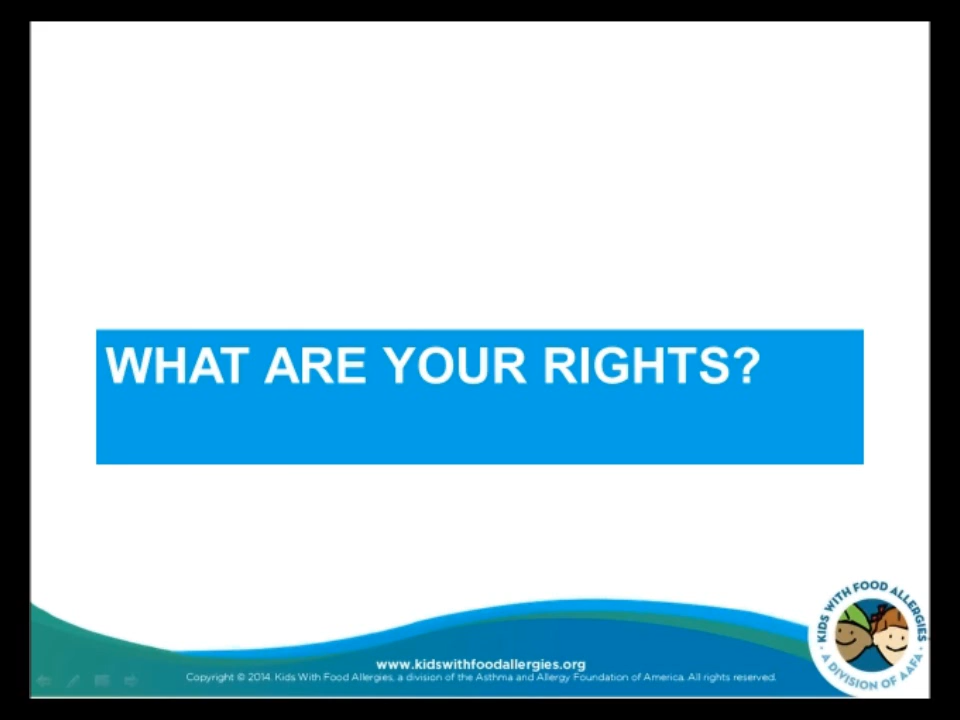 WHAT ARE YOUR RIGHTS?
www.kidswithfoodallergies.org
Copyright © 2014. Kids With Food Allergies, a division of the Asthma and Allergy Foundation of America. All rights reserved.
KIDS WITH FOOD ALLERGIES
· A DIVISION OF AAFA ·